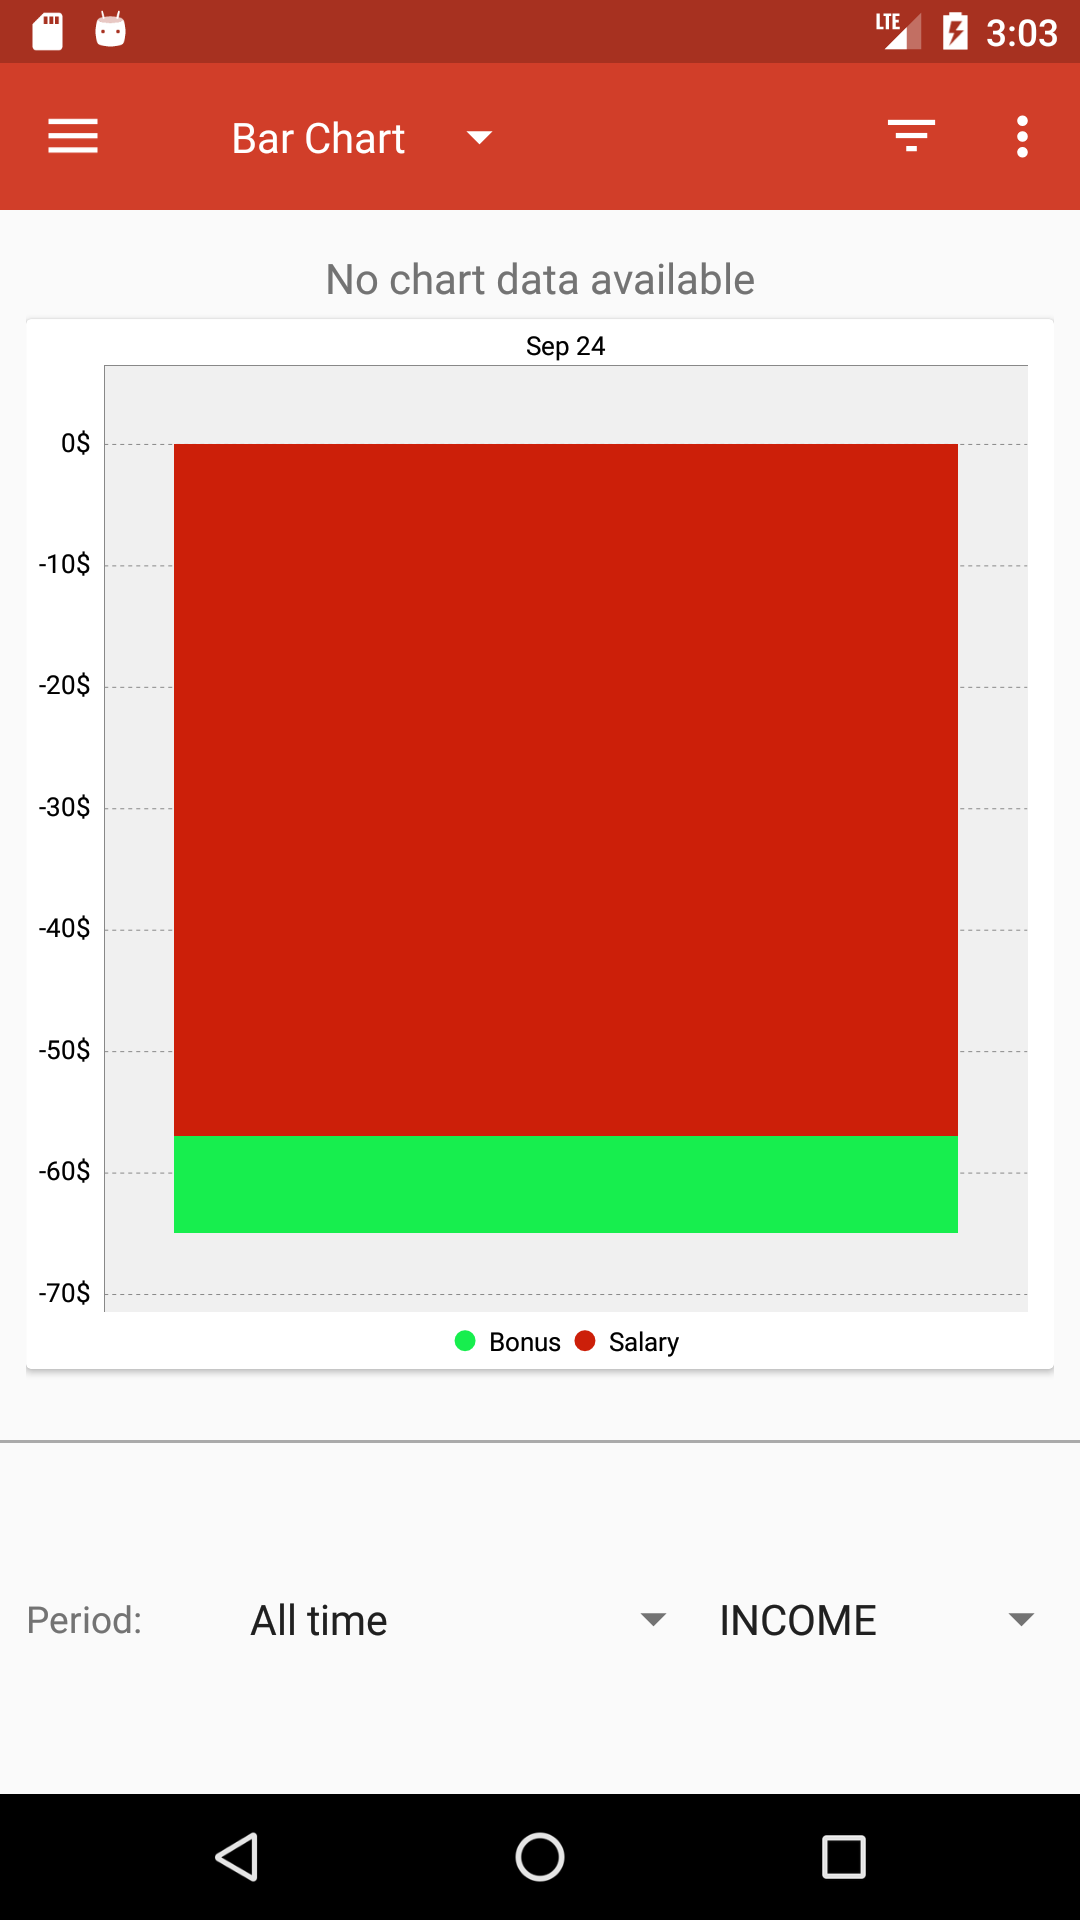 LTE 3:03
Bar Chart
No chart data available
Sep 24
0$
-10$
-20$
-30$
-40$
-50$
-60$
-70$
Bonus Salary
Period: All time INCOME